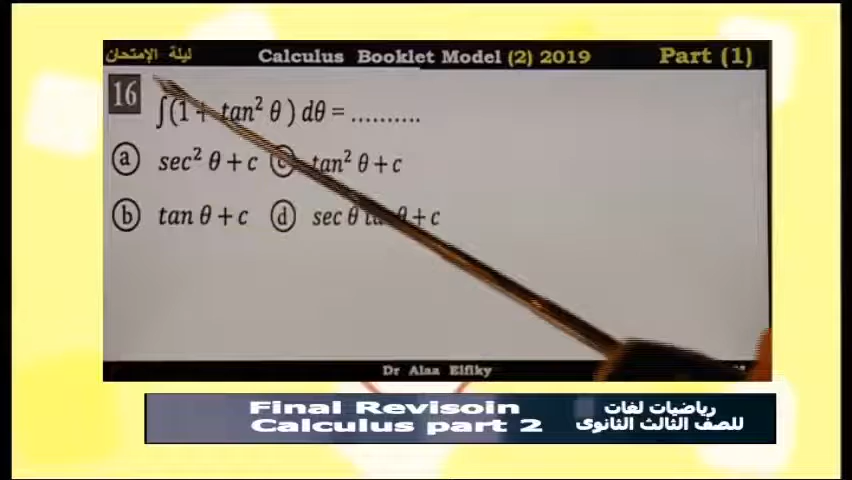 ليلة الإمتحان Calculus Booklet Model (2) 2019 Part (1)
16 ∫(1 + tan² θ) dθ = ..........
a sec² θ + c c tan² θ + c
b tan θ + c d sec θ tan θ + c
Dr Alaa Elfiky
Final Revisoin رياضيات لغات
Calculus part 2 للصف الثالث الثانوى